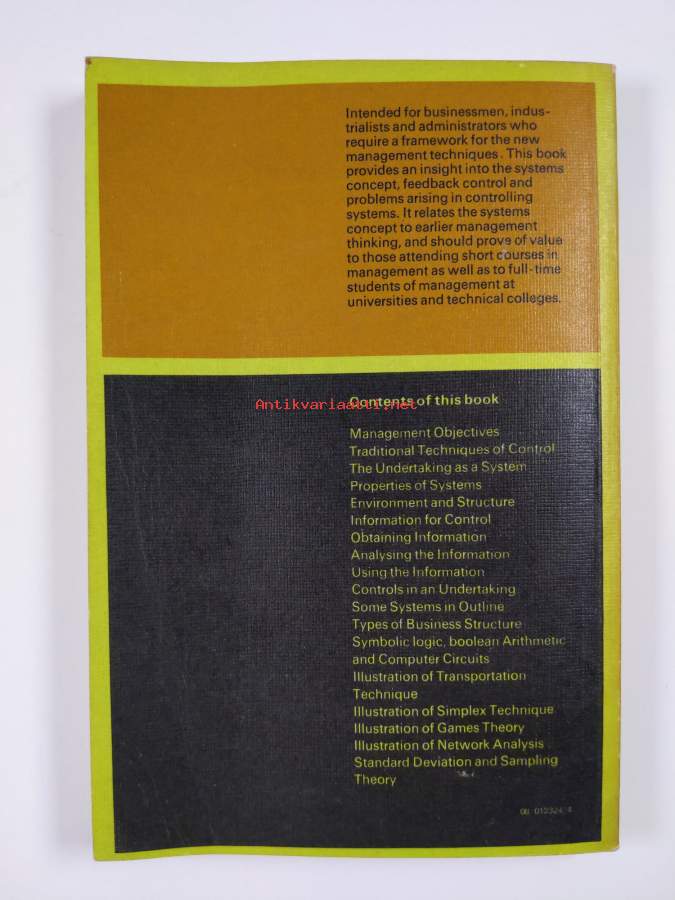 Intended for businessmen, indus-
trialists and administrators who
require a framework for the new
management techniques. This book
provides an insight into the systems
concept, feedback control and
problems arising in controlling
systems. It relates the systems
concept to earlier management
thinking, and should prove of value
to those attending short courses in
management as well as to full-time
students of management at
universities and technical colleges.
Contents of this book
Antikvariaatti.net
Management Objectives
Traditional Techniques of Control
The Undertaking as a System
Properties of Systems
Environment and Structure
Information for Control
Obtaining Information
Analysing the Information
Using the Information
Controls in an Undertaking
Some Systems in Outline
Types of Business Structure
Symbolic logic, boolean Arithmetic
and Computer Circuits
Illustration of Transportation
Technique
Illustration of Simplex Technique
Illustration of Games Theory
Illustration of Network Analysis
Standard Deviation and Sampling
Theory
08 012324